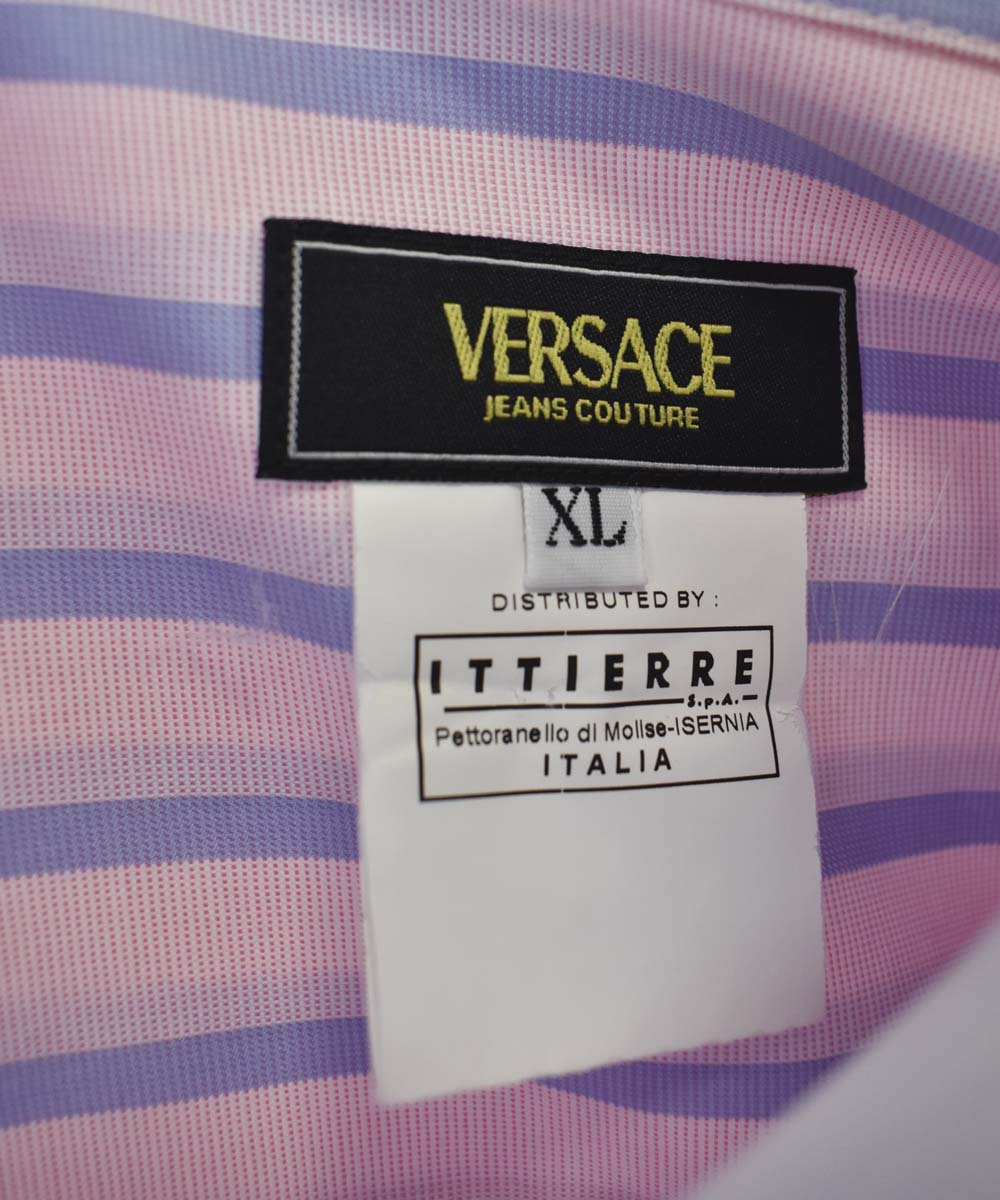 VERSACE
JEANS COUTURE
XL
DISTRIBUTED BY :
ITTIERRE
S.p.A.
Pettoranello di Molise-ISERNIA
ITALIA